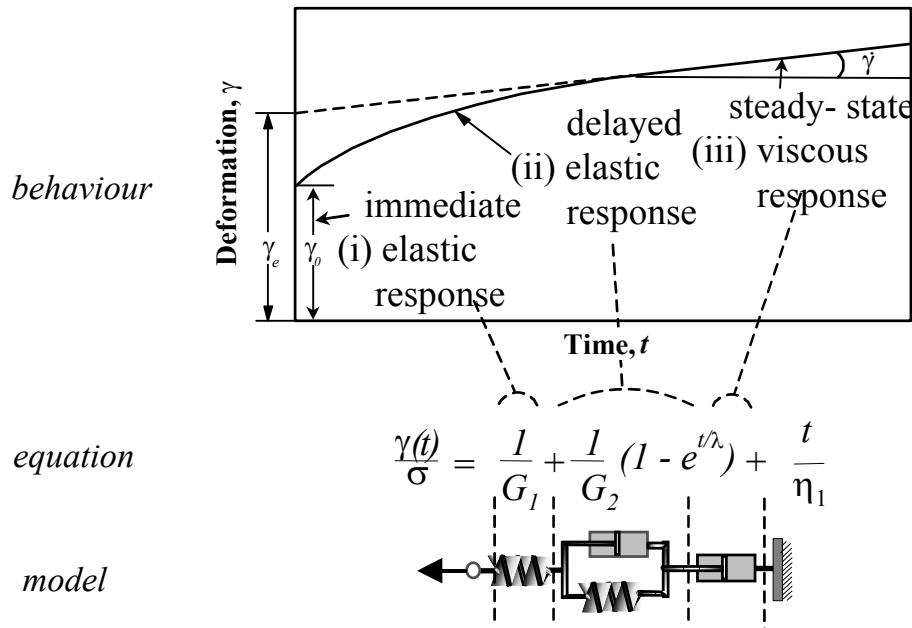 behaviour
Deformation, γ
γe
γ0
γ̇
immediate
(i) elastic
response
delayed
(ii) elastic
response
steady- state
(iii) viscous
response
Time, t
equation
γ(t)/σ = 1/G1 + 1/G2 (1 - e^t/λ) + t/η1
model